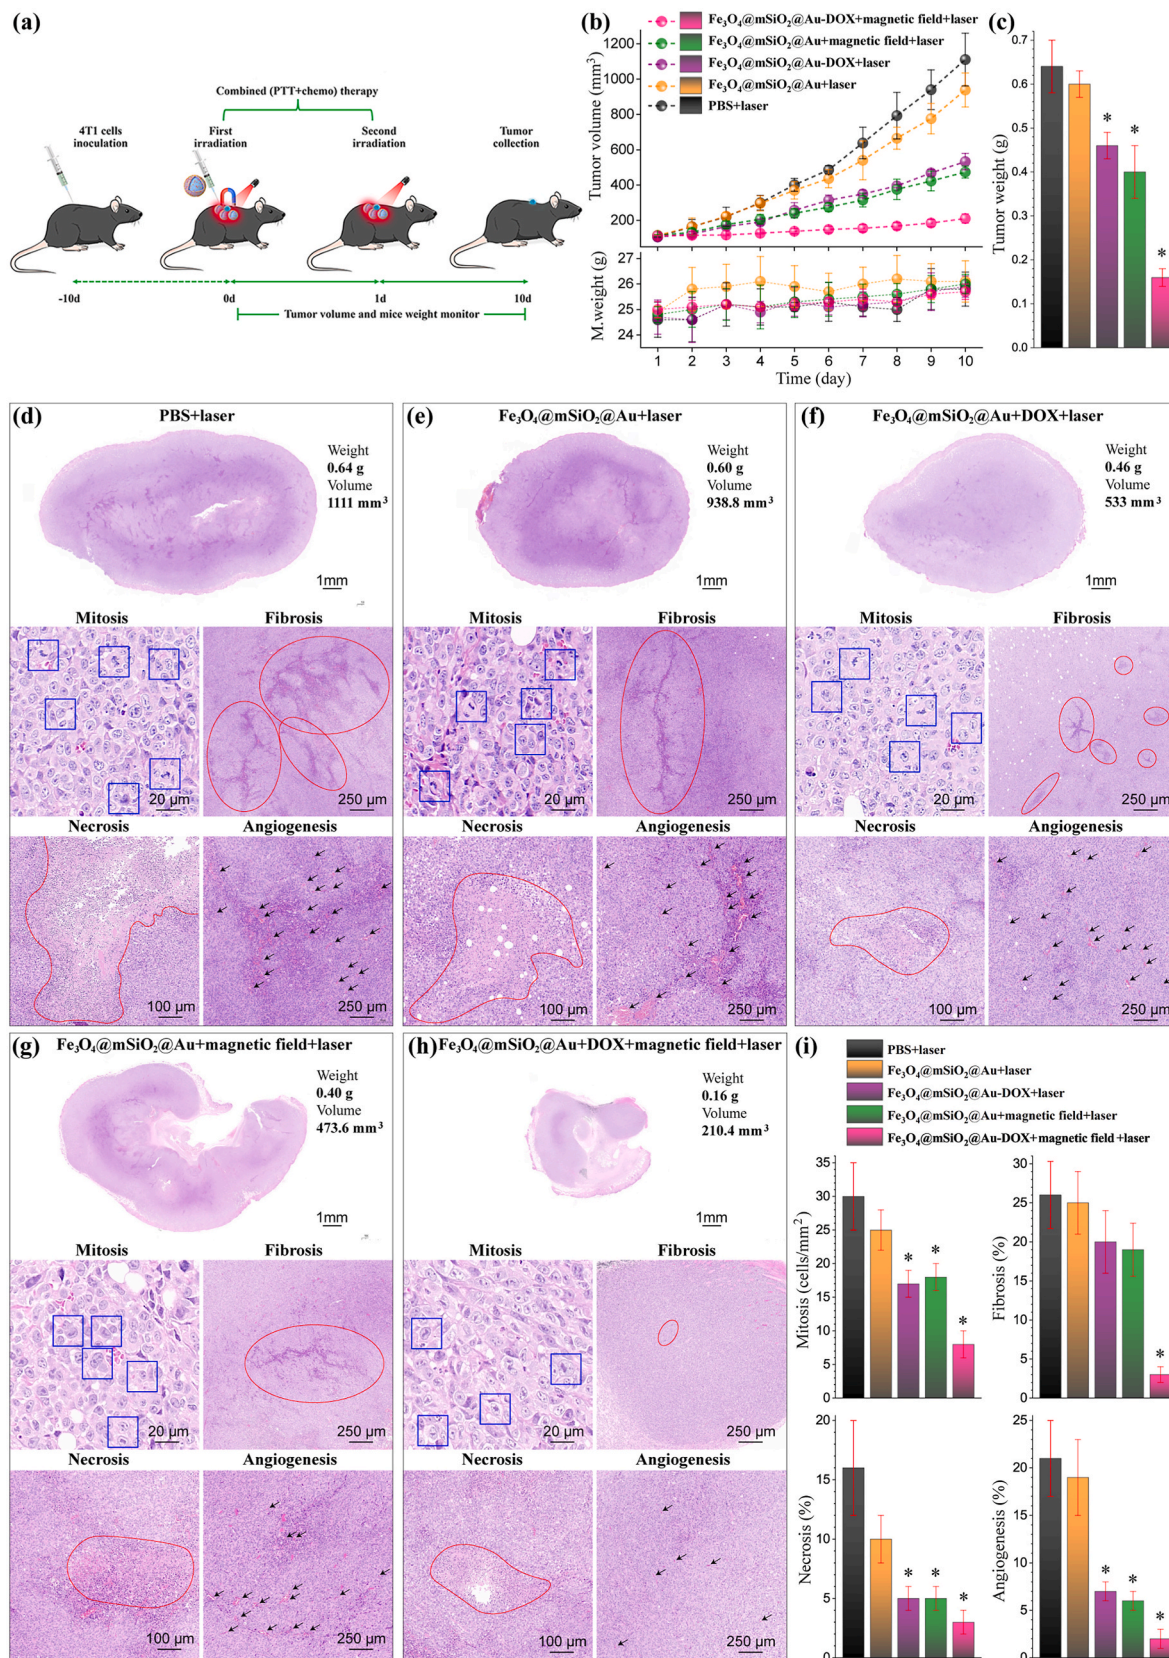 (a)
Combined (PTT+chemo) therapy
4T1 cells
inoculation
First
irradiation
Second
irradiation
Tumor
collection
-10d
0d
1d
10d
Tumor volume and mice weight monitor
(b)
Fe₃O₄@mSiO₂@Au-DOX+magnetic field+laser
Fe₃O₄@mSiO₂@Au+magnetic field+laser
Fe₃O₄@mSiO₂@Au-DOX+laser
Fe₃O₄@mSiO₂@Au+laser
PBS+laser
Tumor volume (mm³)
1200
1000
800
600
400
200
M.weight (g)
27
26
25
24
1 2 3 4 5 6 7 8 9 10
Time (day)
(c)
Tumor weight (g)
0.7
0.6
0.5
0.4
0.3
0.2
0.1
0.0
* * *
(d)
PBS+laser
Weight
0.64 g
Volume
1111 mm³
1mm
Mitosis
Fibrosis
20 µm
250 µm
Necrosis
Angiogenesis
100 µm
250 µm
(e)
Fe₃O₄@mSiO₂@Au+laser
Weight
0.60 g
Volume
938.8 mm³
1mm
Mitosis
Fibrosis
20 µm
250 µm
Necrosis
Angiogenesis
100 µm
250 µm
(f)
Fe₃O₄@mSiO₂@Au+DOX+laser
Weight
0.46 g
Volume
533 mm³
1mm
Mitosis
Fibrosis
20 µm
250 µm
Necrosis
Angiogenesis
100 µm
250 µm
(g)
Fe₃O₄@mSiO₂@Au+magnetic field+laser
Weight
0.40 g
Volume
473.6 mm³
1mm
Mitosis
Fibrosis
20 µm
250 µm
Necrosis
Angiogenesis
100 µm
250 µm
(h)
Fe₃O₄@mSiO₂@Au+DOX+magnetic field+laser
Weight
0.16 g
Volume
210.4 mm³
1mm
Mitosis
Fibrosis
20 µm
250 µm
Necrosis
Angiogenesis
100 µm
250 µm
(i)
PBS+laser
Fe₃O₄@mSiO₂@Au+laser
Fe₃O₄@mSiO₂@Au-DOX+laser
Fe₃O₄@mSiO₂@Au+magnetic field+laser
Fe₃O₄@mSiO₂@Au-DOX+magnetic field+laser
Mitosis (cells/mm²)
35
30
25
20
15
10
5
0
* * *
Fibrosis (%)
30
25
20
15
10
5
0
*
Necrosis (%)
20
15
10
5
0
* * *
Angiogenesis (%)
25
20
15
10
5
0
* * *